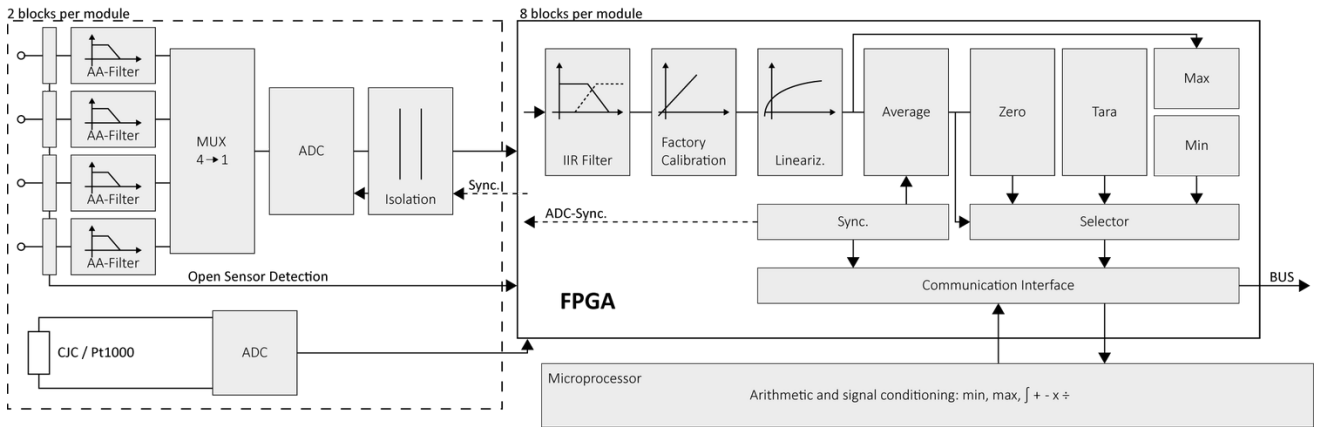 2 blocks per module
8 blocks per module
AA-Filter
AA-Filter
AA-Filter
AA-Filter
MUX
4→1
ADC
Isolation
Sync.
Open Sensor Detection
CJC / Pt1000
ADC
IIR Filter
Factory
Calibration
Lineariz.
Average
Zero
Tara
Max
Min
ADC-Sync.
Sync.
Selector
Communication Interface
BUS
FPGA
Microprocessor
Arithmetic and signal conditioning: min, max, ∫ + - x ÷